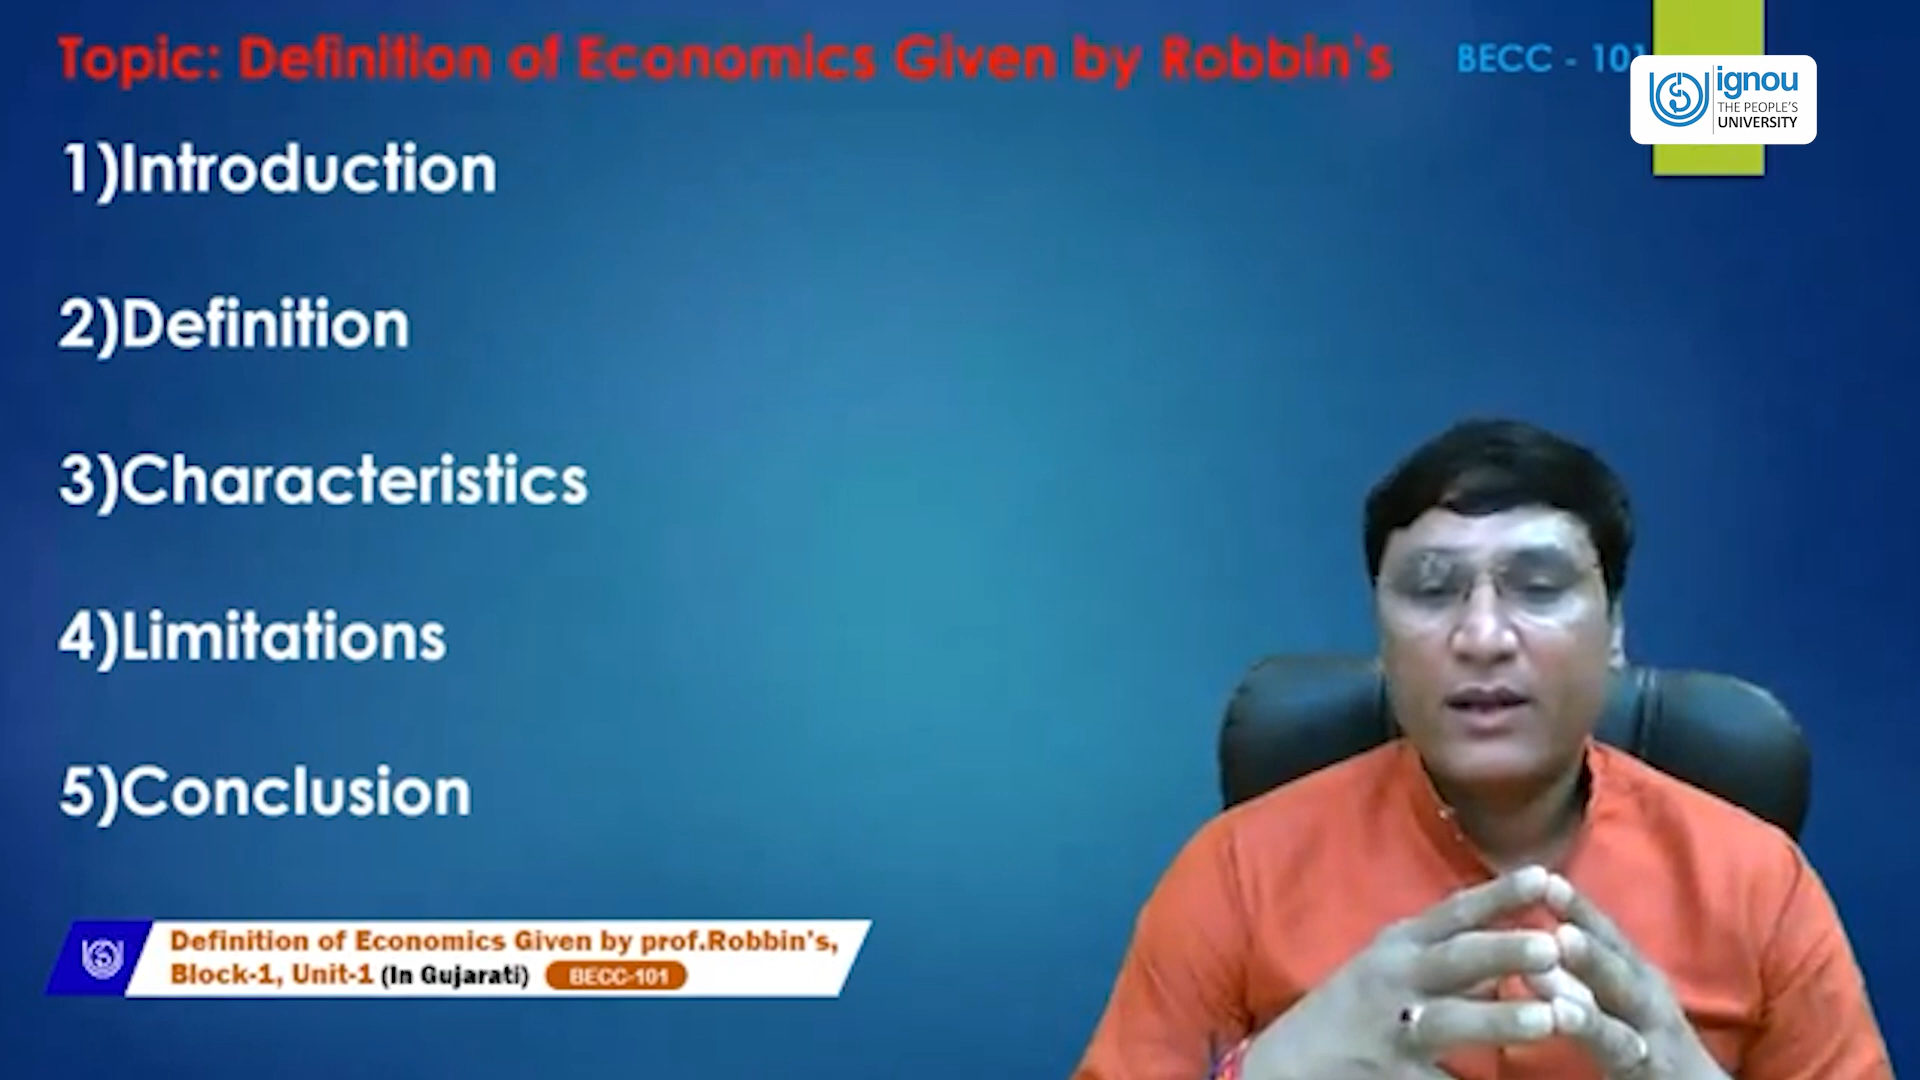 Topic: Definition of Economics Given by Robbin's
BECC - 101
ignou
THE PEOPLE'S
UNIVERSITY
1)Introduction
2)Definition
3)Characteristics
4)Limitations
5)Conclusion
Definition of Economics Given by prof.Robbin's,
Block-1, Unit-1 (In Gujarati) BECC-101